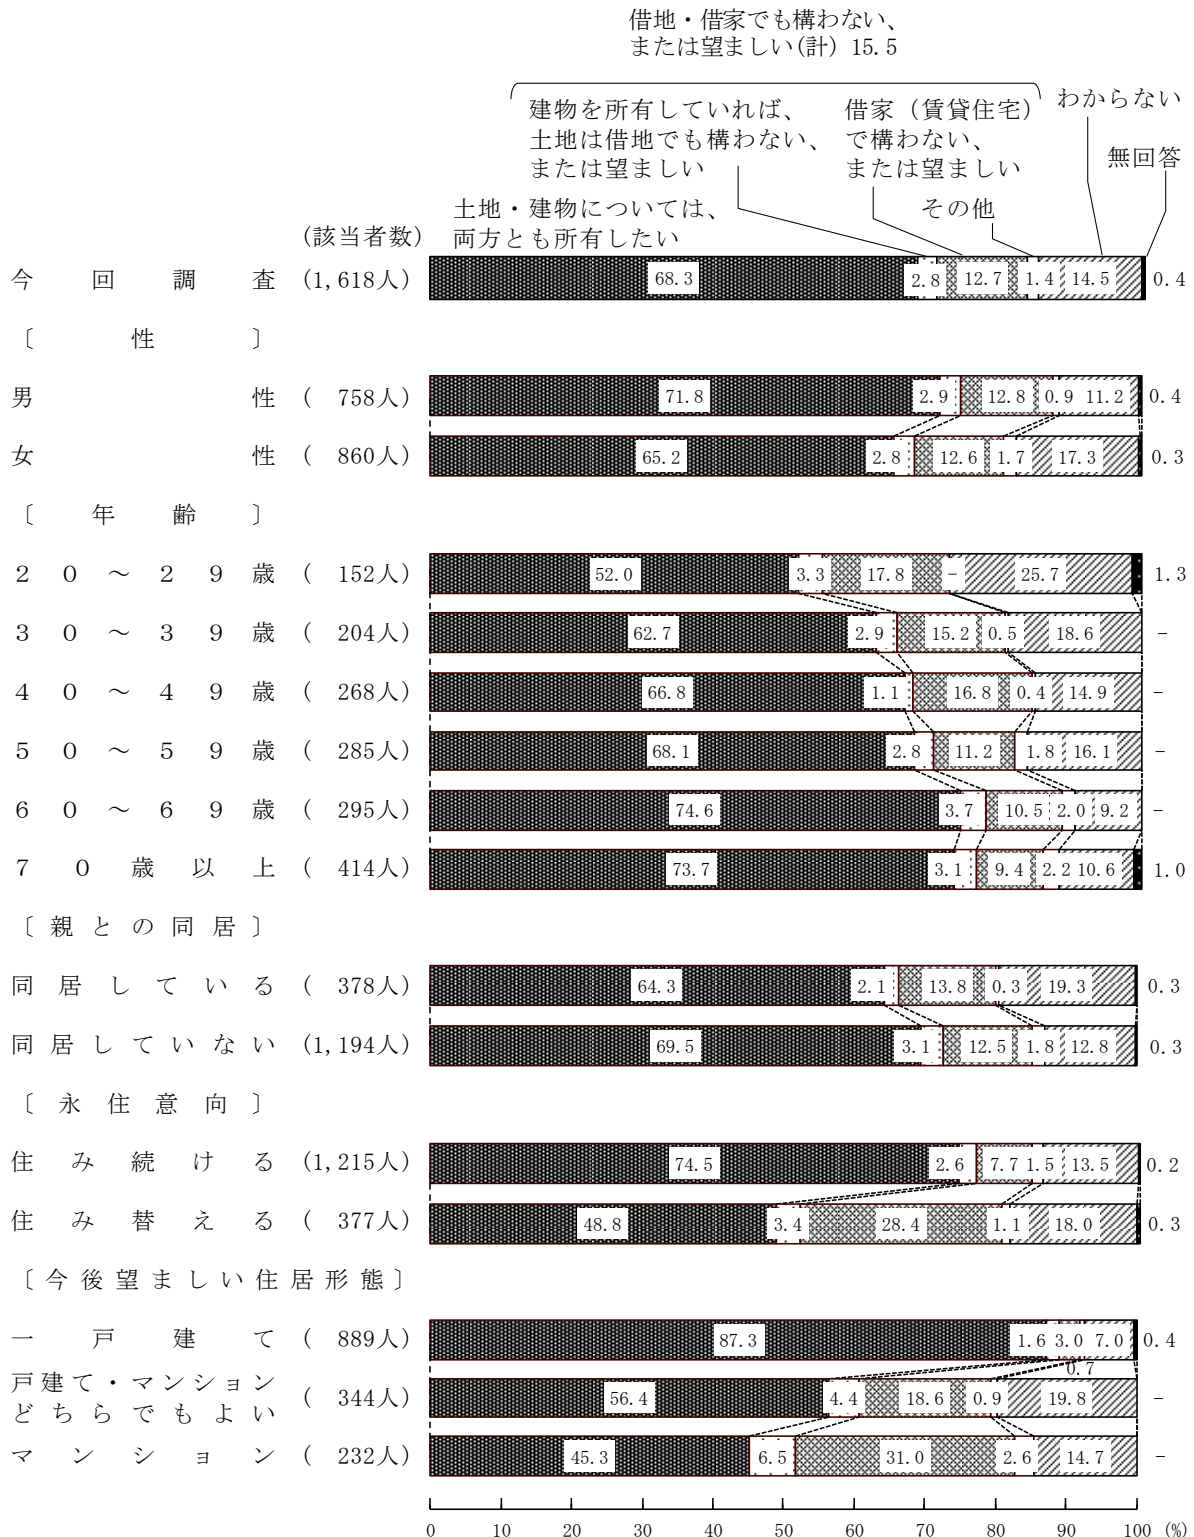 借地・借家でも構わない、
または望ましい(計) 15.5
建物を所有していれば、
土地は借地でも構わない、
または望ましい
借家（賃貸住宅）
で構わない、
または望ましい
わからない
無回答
土地・建物については、
両方とも所有したい
その他
(該当者数)
今回調査 (1,618人) 68.3 2.8 12.7 1.4 14.5 0.4
〔性〕
男性 ( 758人) 71.8 2.9 12.8 0.9 11.2 0.4
女性 ( 860人) 65.2 2.8 12.6 1.7 17.3 0.3
〔年齢〕
２０～２９歳 ( 152人) 52.0 3.3 17.8 - 25.7 1.3
３０～３９歳 ( 204人) 62.7 2.9 15.2 0.5 18.6 -
４０～４９歳 ( 268人) 66.8 1.1 16.8 0.4 14.9 -
５０～５９歳 ( 285人) 68.1 2.8 11.2 1.8 16.1 -
６０～６９歳 ( 295人) 74.6 3.7 10.5 2.0 9.2 -
７０歳以上 ( 414人) 73.7 3.1 9.4 2.2 10.6 1.0
〔親との同居〕
同居している ( 378人) 64.3 2.1 13.8 0.3 19.3 0.3
同居していない (1,194人) 69.5 3.1 12.5 1.8 12.8 0.3
〔永住意向〕
住み続ける (1,215人) 74.5 2.6 7.7 1.5 13.5 0.2
住み替える ( 377人) 48.8 3.4 28.4 1.1 18.0 0.3
〔今後望ましい住居形態〕
一戸建て ( 889人) 87.3 1.6 3.0 7.0 0.4
0.7
戸建て・マンション
どちらでもよい ( 344人) 56.4 4.4 18.6 0.9 19.8 -
マンション ( 232人) 45.3 6.5 31.0 2.6 14.7 -
0 10 20 30 40 50 60 70 80 90 100 (%)